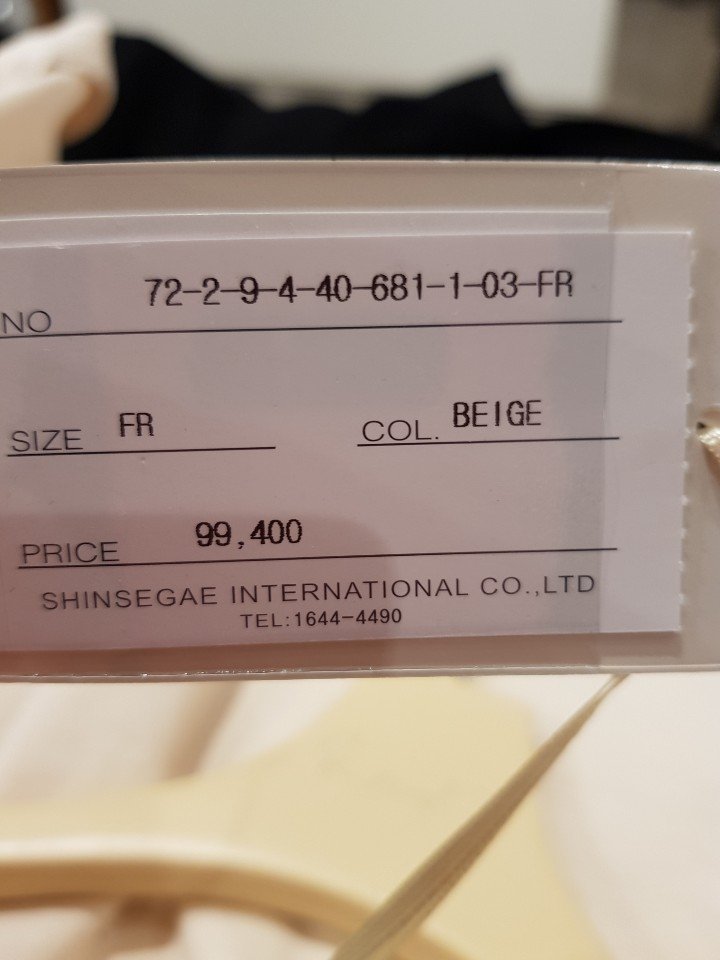 NO 72-2-9-4-40-681-1-03-FR
SIZE FR COL. BEIGE
PRICE 99,400
SHINSEGAE INTERNATIONAL CO.,LTD
TEL:1644-4490